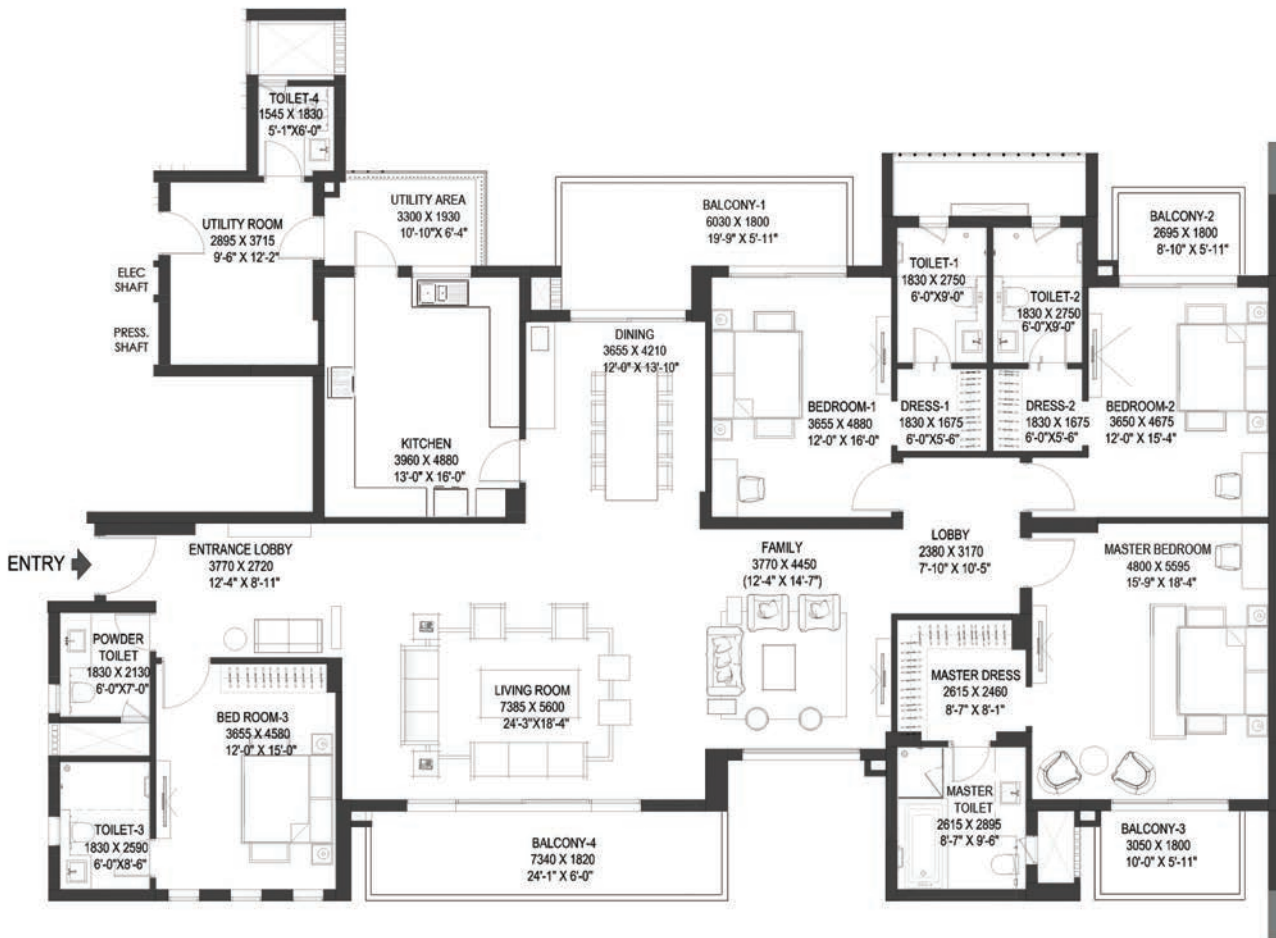 TOILET-4
1545 X 1830
5'-1"X6'-0"
UTILITY ROOM
2895 X 3715
9'-6" X 12'-2"
UTILITY AREA
3300 X 1930
10'-10"X 6'-4"
BALCONY-1
6030 X 1800
19'-9" X 5'-11"
BALCONY-2
2695 X 1800
8'-10" X 5'-11"
ELEC
SHAFT
PRESS.
SHAFT
TOILET-1
1830 X 2750
6'-0"X9'-0"
TOILET-2
1830 X 2750
6'-0"X9'-0"
DINING
3655 X 4210
12'-0" X 13'-10"
KITCHEN
3960 X 4880
13'-0" X 16'-0"
BEDROOM-1
3655 X 4880
12'-0" X 16'-0"
DRESS-1
1830 X 1675
6'-0"X5'-6"
DRESS-2
1830 X 1675
6'-0"X5'-6"
BEDROOM-2
3650 X 4675
12'-0" X 15'-4"
ENTRY
ENTRANCE LOBBY
3770 X 2720
12'-4" X 8'-11"
FAMILY
3770 X 4450
(12'-4" X 14'-7")
LOBBY
2380 X 3170
7'-10" X 10'-5"
MASTER BEDROOM
4800 X 5595
15'-9" X 18'-4"
POWDER
TOILET
1830 X 2130
6'-0"X7'-0"
BED ROOM-3
3655 X 4580
12'-0" X 15'-0"
LIVING ROOM
7385 X 5600
24'-3"X18'-4"
MASTER DRESS
2615 X 2460
8'-7" X 8'-1"
TOILET-3
1830 X 2590
6'-0"X8'-6"
BALCONY-4
7340 X 1820
24'-1" X 6'-0"
MASTER
TOILET
2615 X 2895
8'-7" X 9'-6"
BALCONY-3
3050 X 1800
10'-0" X 5'-11"